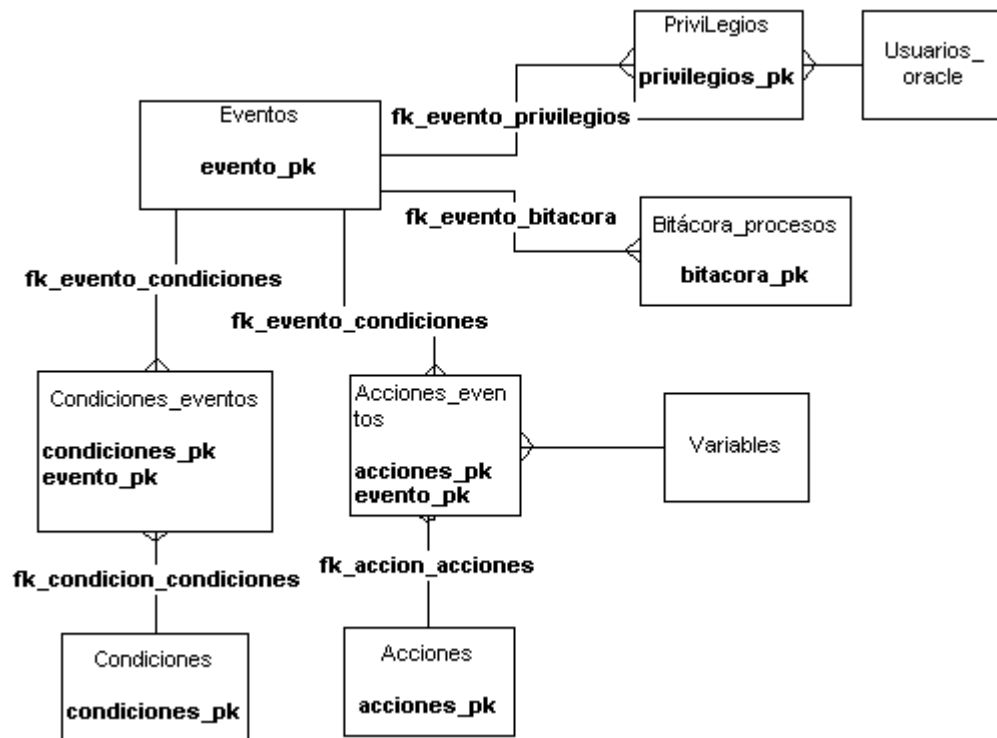 PriviLegios
privilegios_pk
Usuarios_
oracle
Eventos
evento_pk
fk_evento_privilegios
fk_evento_bitacora
Bitácora_procesos
bitacora_pk
fk_evento_condiciones
fk_evento_condiciones
Condiciones_eventos
condiciones_pk
evento_pk
Acciones_even
tos
acciones_pk
evento_pk
Variables
fk_condicion_condiciones
fk_accion_acciones
Condiciones
condiciones_pk
Acciones
acciones_pk